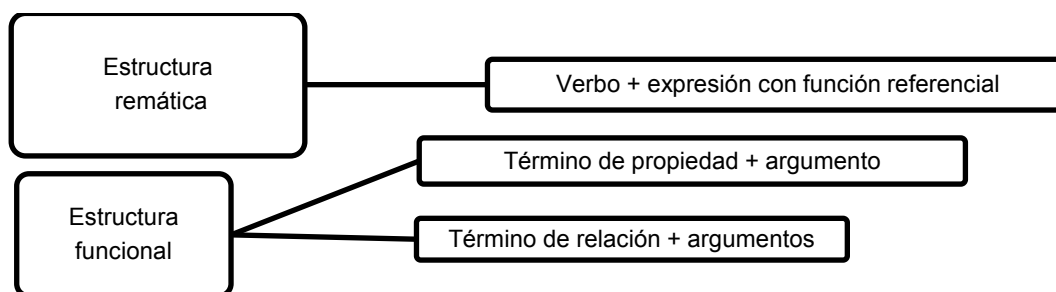 Estructura
remática
Verbo + expresión con función referencial
Término de propiedad + argumento
Estructura
funcional
Término de relación + argumentos